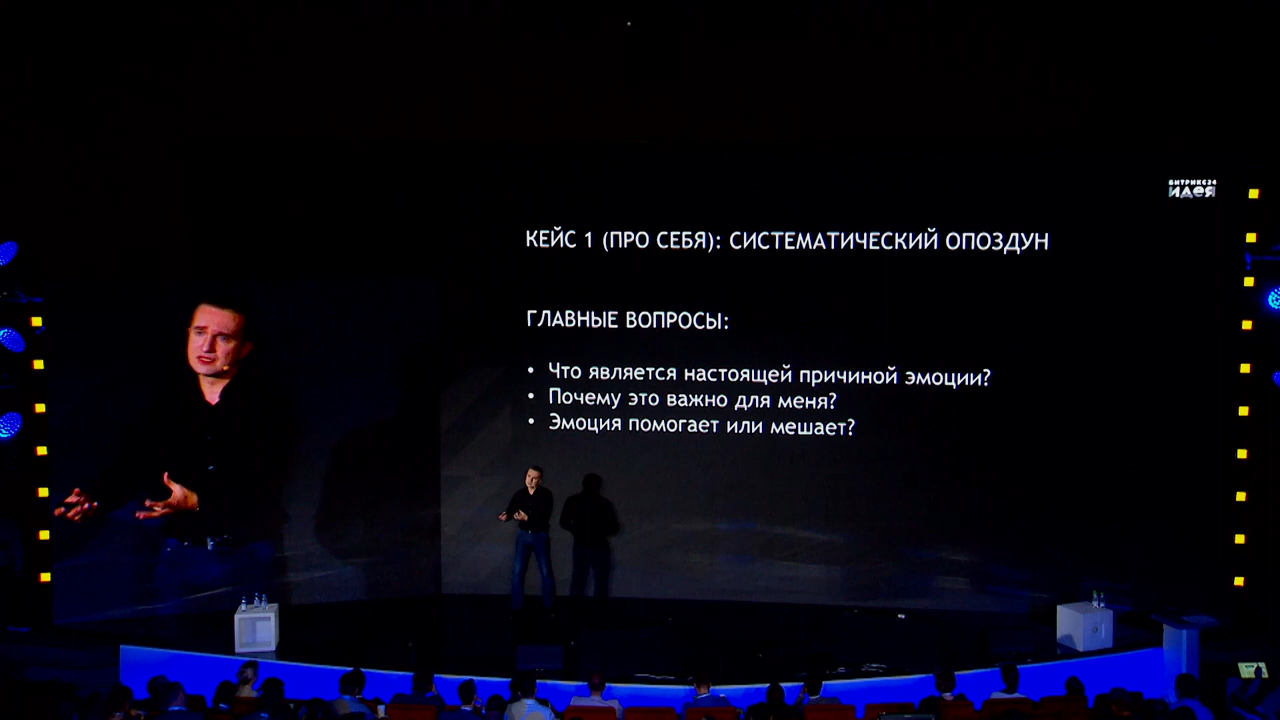 БИТРИКС24
идея
КЕЙС 1 (ПРО СЕБЯ): СИСТЕМАТИЧЕСКИЙ ОПОЗДУН
ГЛАВНЫЕ ВОПРОСЫ:
• Что является настоящей причиной эмоции?
• Почему это важно для меня?
• Эмоция помогает или мешает?